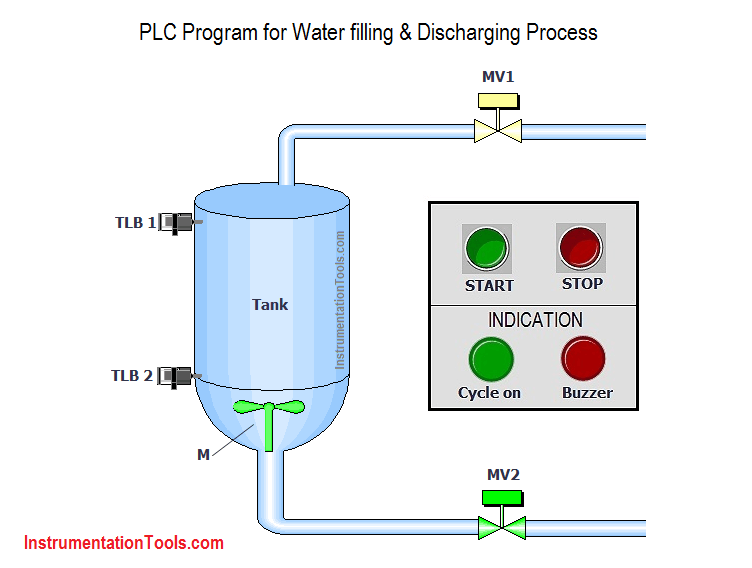 PLC Program for Water filling & Discharging Process
MV1
TLB 1
InstrumentationTools.com
Tank
START
STOP
INDICATION
TLB 2
Cycle on
Buzzer
M
MV2
InstrumentationTools.com